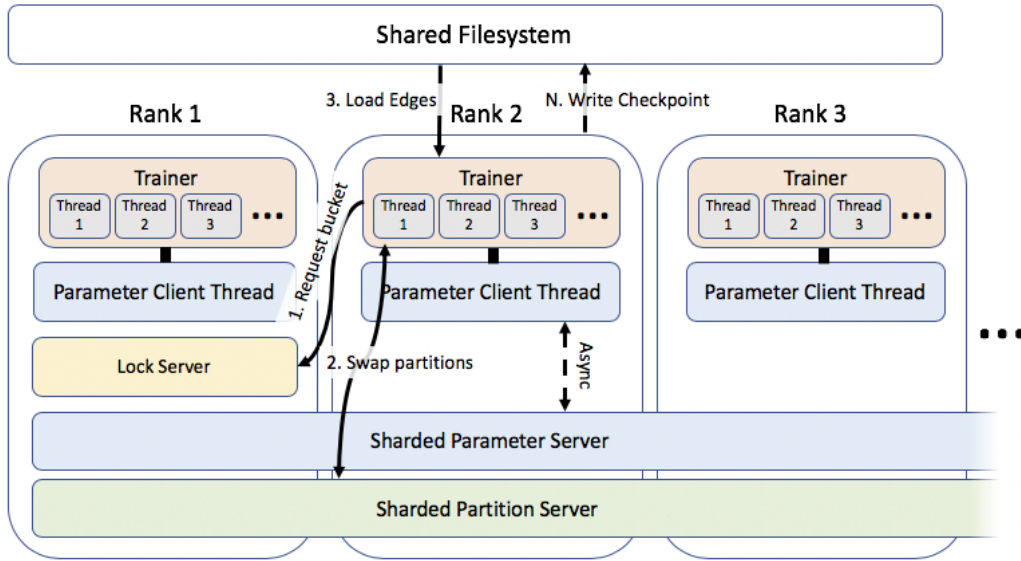 Shared Filesystem
3. Load Edges
N. Write Checkpoint
Rank 1
Rank 2
Rank 3
Trainer
Thread 1
Thread 2
Thread 3
...
Trainer
Thread 1
Thread 2
Thread 3
...
Trainer
Thread 1
Thread 2
Thread 3
...
1. Request bucket
Parameter Client Thread
Parameter Client Thread
Parameter Client Thread
...
Lock Server
2. Swap partitions
Async
Sharded Parameter Server
Sharded Partition Server